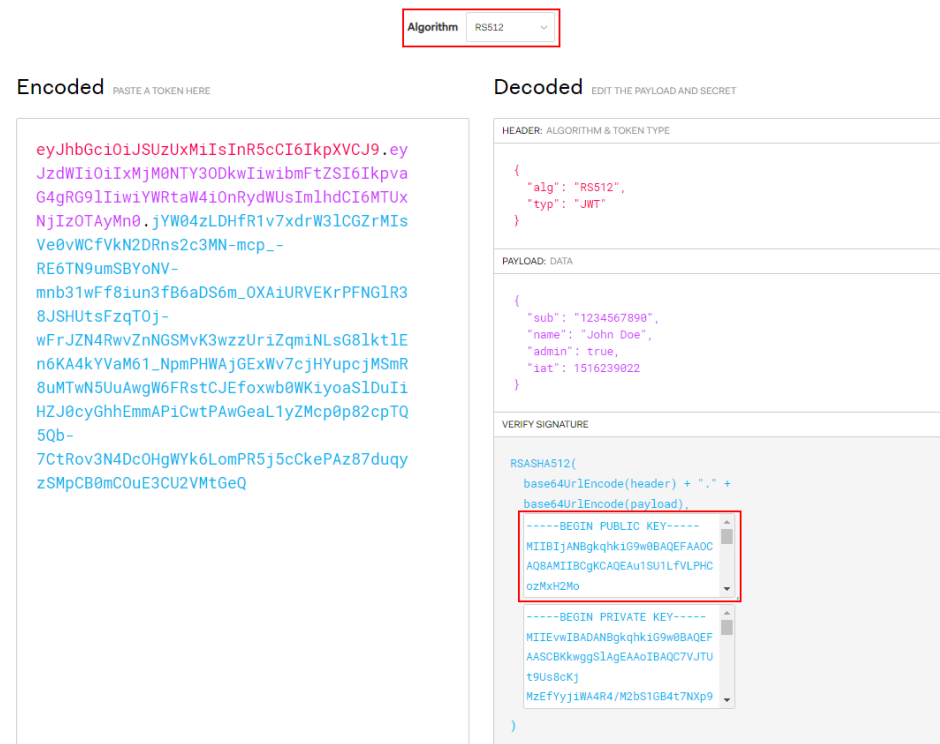 Algorithm RS512
Encoded PASTE A TOKEN HERE
eyJhbGciOiJSUzUxMiIsInR5cCI6IkpXVCJ9.ey
JzdWIiOiIxMjM0NTY3ODkwIiwibmFtZSI6Ikpva
G4gRG9lIiwiYWRtaW4iOnRydWUsImlhdCI6MTUx
NjIzOTAyMn0.jYW04zLDHfR1v7xdrW3lCGZrMIs
Ve0vWCfVkN2DRns2c3MN-mcp_-
RE6TN9umSBYoNV-
mnb31wFf8iun3fB6aDS6m_OXAiURVEKrPFNGlR3
8JSHUtsFzqTOj-
wFrJZN4RwvZnNGSMvK3wzzUriZqmiNLsG8lktlE
n6KA4kYVaM61_NpmPHWAjGExWv7cjHYupcjMSmR
8uMTwN5UuAwgW6FRstCJEfoxwb0WKiyoaSlDuIi
HZJ0cyGhhEmmAPiCwtPAwGeaL1yZMcp0p82cpTQ
5Qb-
7CtRov3N4DcOHgWYk6LomPR5j5cCkePAz87duqy
zSMpCB0mCOuE3CU2VMtGeQ
Decoded EDIT THE PAYLOAD AND SECRET
HEADER: ALGORITHM & TOKEN TYPE
{
"alg": "RS512",
"typ": "JWT"
}
PAYLOAD: DATA
{
"sub": "1234567890",
"name": "John Doe",
"admin": true,
"iat": 1516239022
}
VERIFY SIGNATURE
RSASHA512(
base64UrlEncode(header) + "." +
base64UrlEncode(payload),
-----BEGIN PUBLIC KEY-----
MIIBIjANBgkqhkiG9w0BAQEFAAOC
AQ8AMIIBCgKCAQEAu1SU1LfVLPHC
ozMxH2Mo
,
-----BEGIN PRIVATE KEY-----
MIIEvwIBADANBgkqhkiG9w0BAQEF
AASCBKkwggSlAgEAAoIBAQC7VJTU
t9Us8cKj
MzEfYyjiWA4R4/M2bS1GB4t7NXp9
)